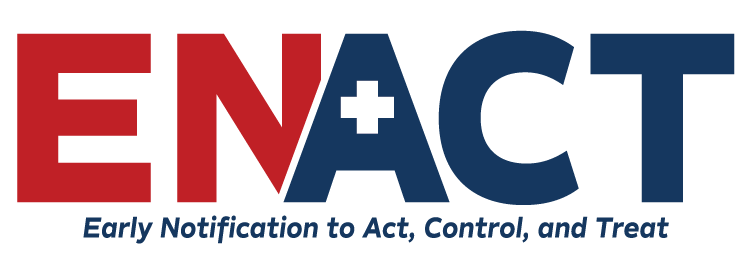 ENACT
Early Notification to Act, Control, and Treat